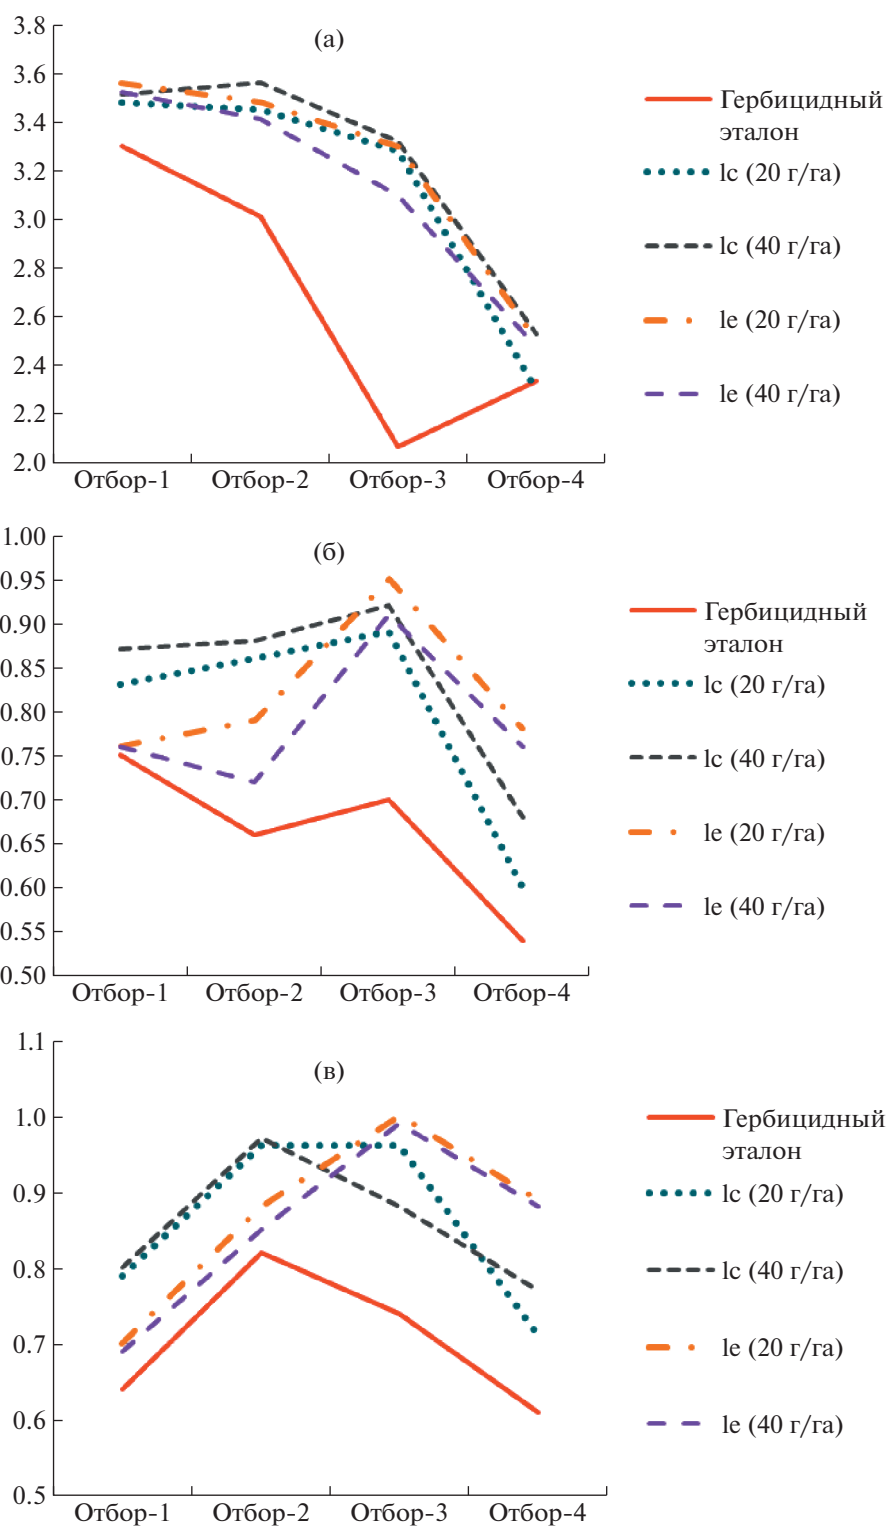 (а)
3.8
3.6
3.4
3.2
3.0
2.8
2.6
2.4
2.2
2.0
Отбор-1 Отбор-2 Отбор-3 Отбор-4
Гербицидный
эталон
lc (20 г/га)
lc (40 г/га)
le (20 г/га)
le (40 г/га)
(б)
1.00
0.95
0.90
0.85
0.80
0.75
0.70
0.65
0.60
0.55
0.50
Отбор-1 Отбор-2 Отбор-3 Отбор-4
Гербицидный
эталон
lc (20 г/га)
lc (40 г/га)
le (20 г/га)
le (40 г/га)
(в)
1.1
1.0
0.9
0.8
0.7
0.6
0.5
Отбор-1 Отбор-2 Отбор-3 Отбор-4
Гербицидный
эталон
lc (20 г/га)
lc (40 г/га)
le (20 г/га)
le (40 г/га)